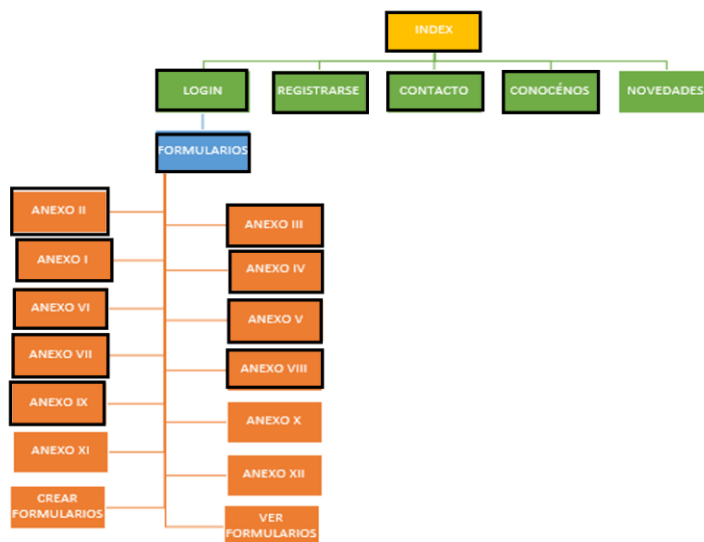 INDEX
LOGIN
REGISTRARSE
CONTACTO
CONOCÉNOS
NOVEDADES
FORMULARIOS
ANEXO II
ANEXO III
ANEXO I
ANEXO IV
ANEXO VI
ANEXO V
ANEXO VII
ANEXO VIII
ANEXO IX
ANEXO X
ANEXO XI
ANEXO XII
CREAR
FORMULARIOS
VER
FORMULARIOS